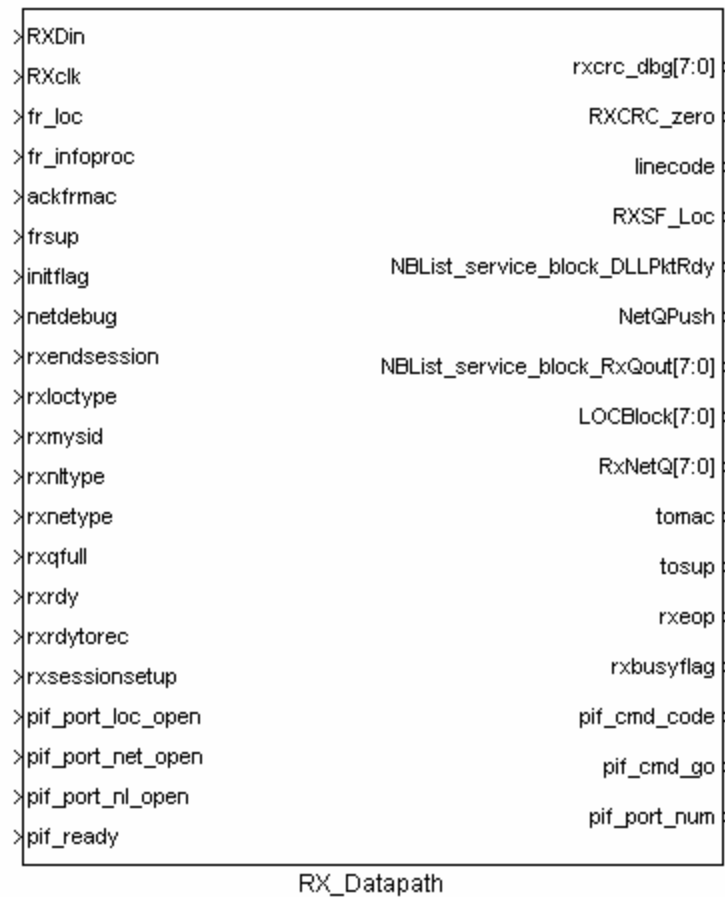 RXDin
RXclk
fr_loc
fr_infoproc
ackfrmac
frsup
initflag
netdebug
rxendsession
rxloctype
rxmysid
rxnltype
rxnetype
rxqfull
rxrdy
rxrdytorec
rxsessionsetup
pif_port_loc_open
pif_port_net_open
pif_port_nl_open
pif_ready
rxcrc_dbg[7:0]
RXCRC_zero
linecode
RXSF_Loc
NBList_service_block_DLLPktRdy
NetQPush
NBList_service_block_RxQout[7:0]
LOCBlock[7:0]
RxNetQ[7:0]
tomac
tosup
rxeop
rxbusyflag
pif_cmd_code
pif_cmd_go
pif_port_num
RX_Datapath